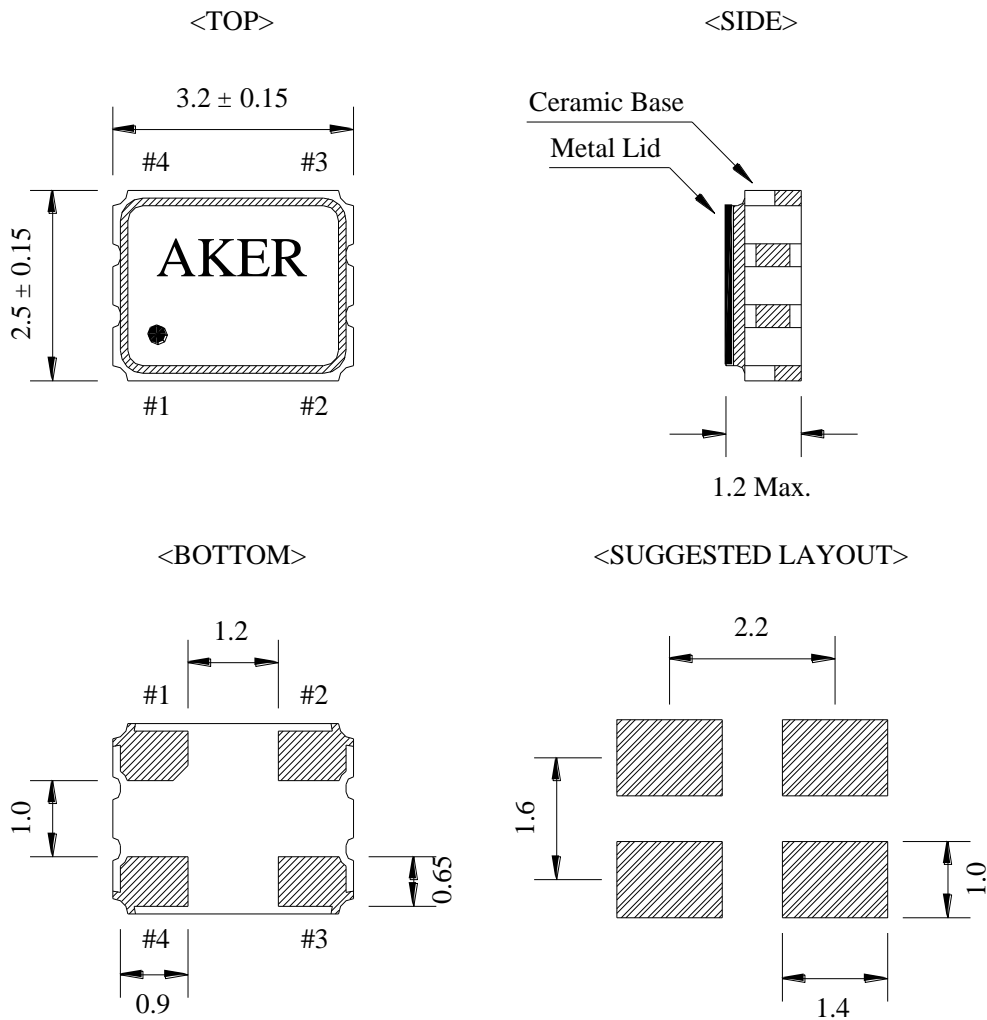 <TOP>
<SIDE>
3.2 ± 0.15
Ceramic Base
Metal Lid
#4 #3
2.5 ± 0.15
AKER
#1 #2
1.2 Max.
<BOTTOM>
<SUGGESTED LAYOUT>
1.2
2.2
#1 #2
1.0
1.6
0.65
1.0
#4 #3
0.9
1.4